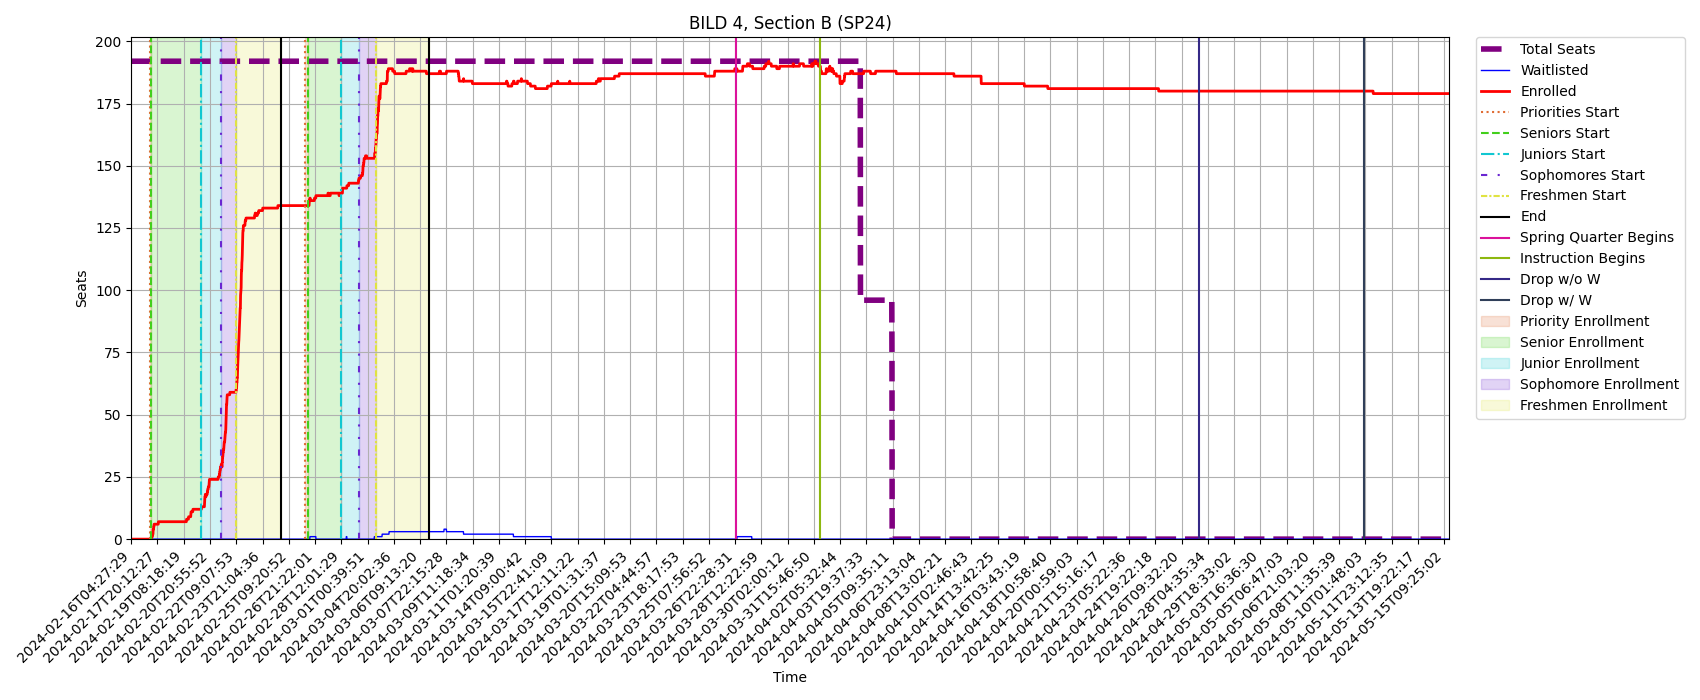 BILD 4, Section B (SP24)
200
175
150
125
100
75
50
25
0
Seats
Total Seats
Waitlisted
Enrolled
Priorities Start
Seniors Start
Juniors Start
Sophomores Start
Freshmen Start
End
Spring Quarter Begins
Instruction Begins
Drop w/o W
Drop w/ W
Priority Enrollment
Senior Enrollment
Junior Enrollment
Sophomore Enrollment
Freshmen Enrollment
2024-02-16T04:27:29
2024-02-17T20:12:27
2024-02-19T08:18:19
2024-02-20T20:55:52
2024-02-22T09:07:53
2024-02-23T21:04:36
2024-02-25T09:20:52
2024-02-26T21:22:01
2024-02-28T12:01:29
2024-03-01T00:39:51
2024-03-04T20:02:36
2024-03-06T09:13:20
2024-03-07T22:15:28
2024-03-09T11:18:34
2024-03-11T01:20:39
2024-03-14T09:00:42
2024-03-15T22:41:09
2024-03-17T12:11:22
2024-03-19T01:31:37
2024-03-20T15:09:53
2024-03-22T04:44:57
2024-03-23T18:17:53
2024-03-25T07:56:52
2024-03-26T22:28:31
2024-03-28T12:22:59
2024-03-30T02:00:12
2024-03-31T15:46:50
2024-04-02T05:32:44
2024-04-03T19:37:33
2024-04-05T09:35:11
2024-04-06T23:13:04
2024-04-08T13:02:21
2024-04-10T02:46:43
2024-04-14T13:42:25
2024-04-16T03:43:19
2024-04-18T10:58:40
2024-04-20T00:59:03
2024-04-21T15:16:17
2024-04-23T05:22:36
2024-04-24T19:22:18
2024-04-26T09:32:20
2024-04-28T04:35:34
2024-04-29T18:33:02
2024-05-03T16:36:30
2024-05-05T06:47:03
2024-05-06T21:03:20
2024-05-08T11:35:39
2024-05-10T01:48:03
2024-05-11T23:12:35
2024-05-13T19:22:17
2024-05-15T09:25:02
Time